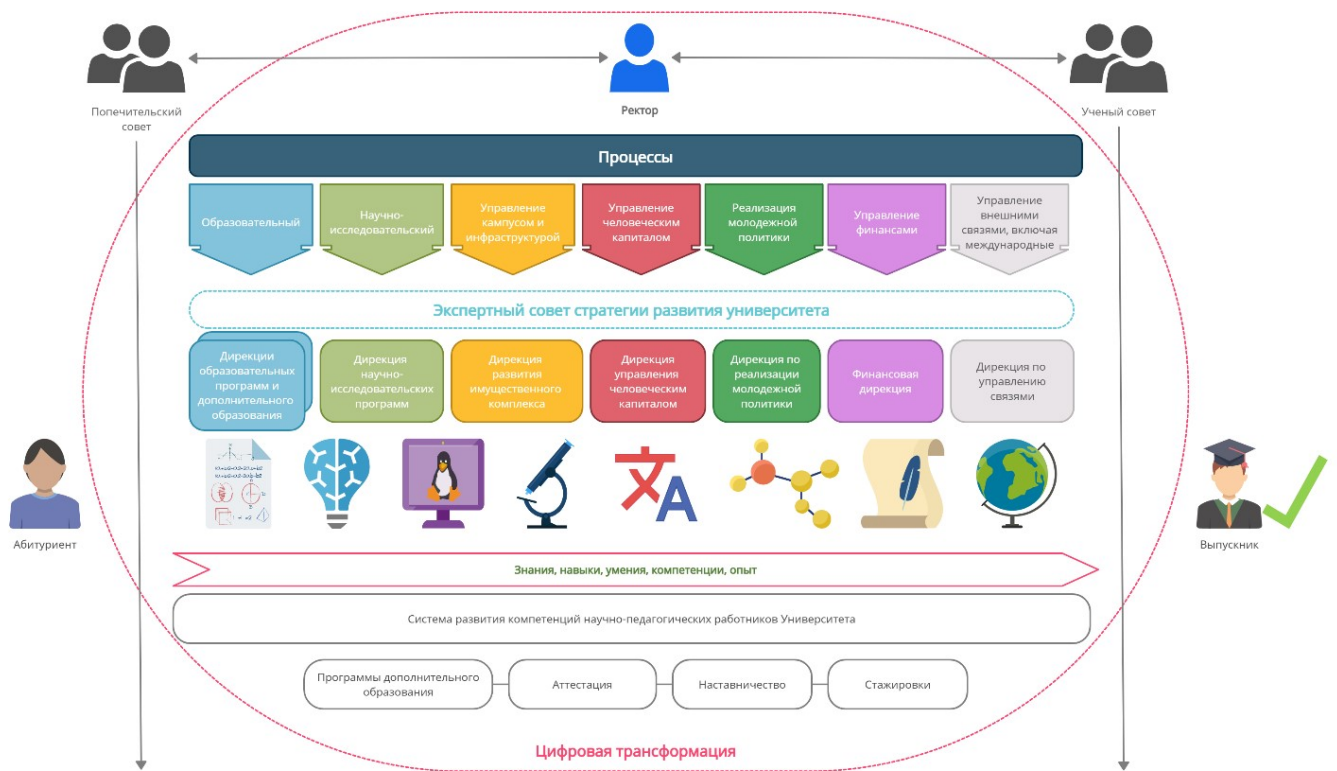 Попечительский
совет
Ректор
Ученый совет
Процессы
Образовательный
Научно-
исследовательский
Управление
кампусом и
инфраструктурой
Управление
человеческим
капиталом
Реализация
молодежной
политики
Управление
финансами
Управление
внешними
связями, включая
международные
Экспертный совет стратегии развития университета
Дирекции
образовательных
программ и
дополнительного
образования
Дирекция
научно-
исследовательских
программ
Дирекция
развития
имущественного
комплекса
Дирекция
управления
человеческим
капиталом
Дирекция по
реализации
молодежной
политики
Финансовая
дирекция
Дирекция по
управлению
связями
文A
Абитуриент
Выпускник
Знания, навыки, умения, компетенции, опыт
Система развития компетенций научно-педагогических работников Университета
Программы дополнительного
образования
Аттестация
Наставничество
Стажировки
Цифровая трансформация